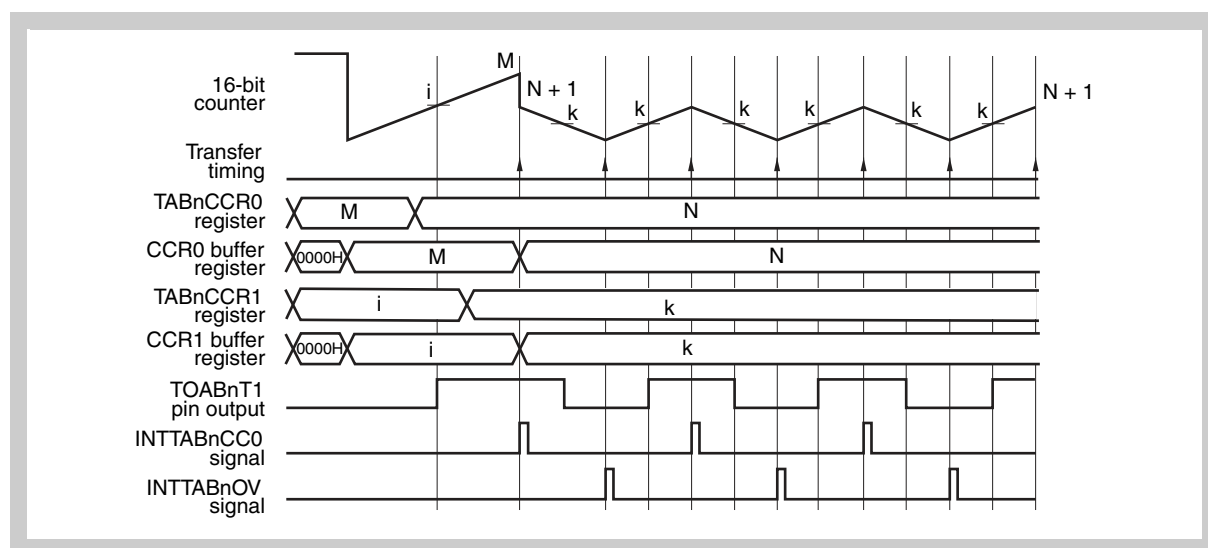 16-bit
counter
i
M
N + 1
k
k
k
k
k
k
N + 1
Transfer
timing
TABnCCR0
register
M
N
CCR0 buffer
register
0000H
M
N
TABnCCR1
register
i
k
CCR1 buffer
register
0000H
i
k
TOABnT1
pin output
INTTABnCC0
signal
INTTABnOV
signal